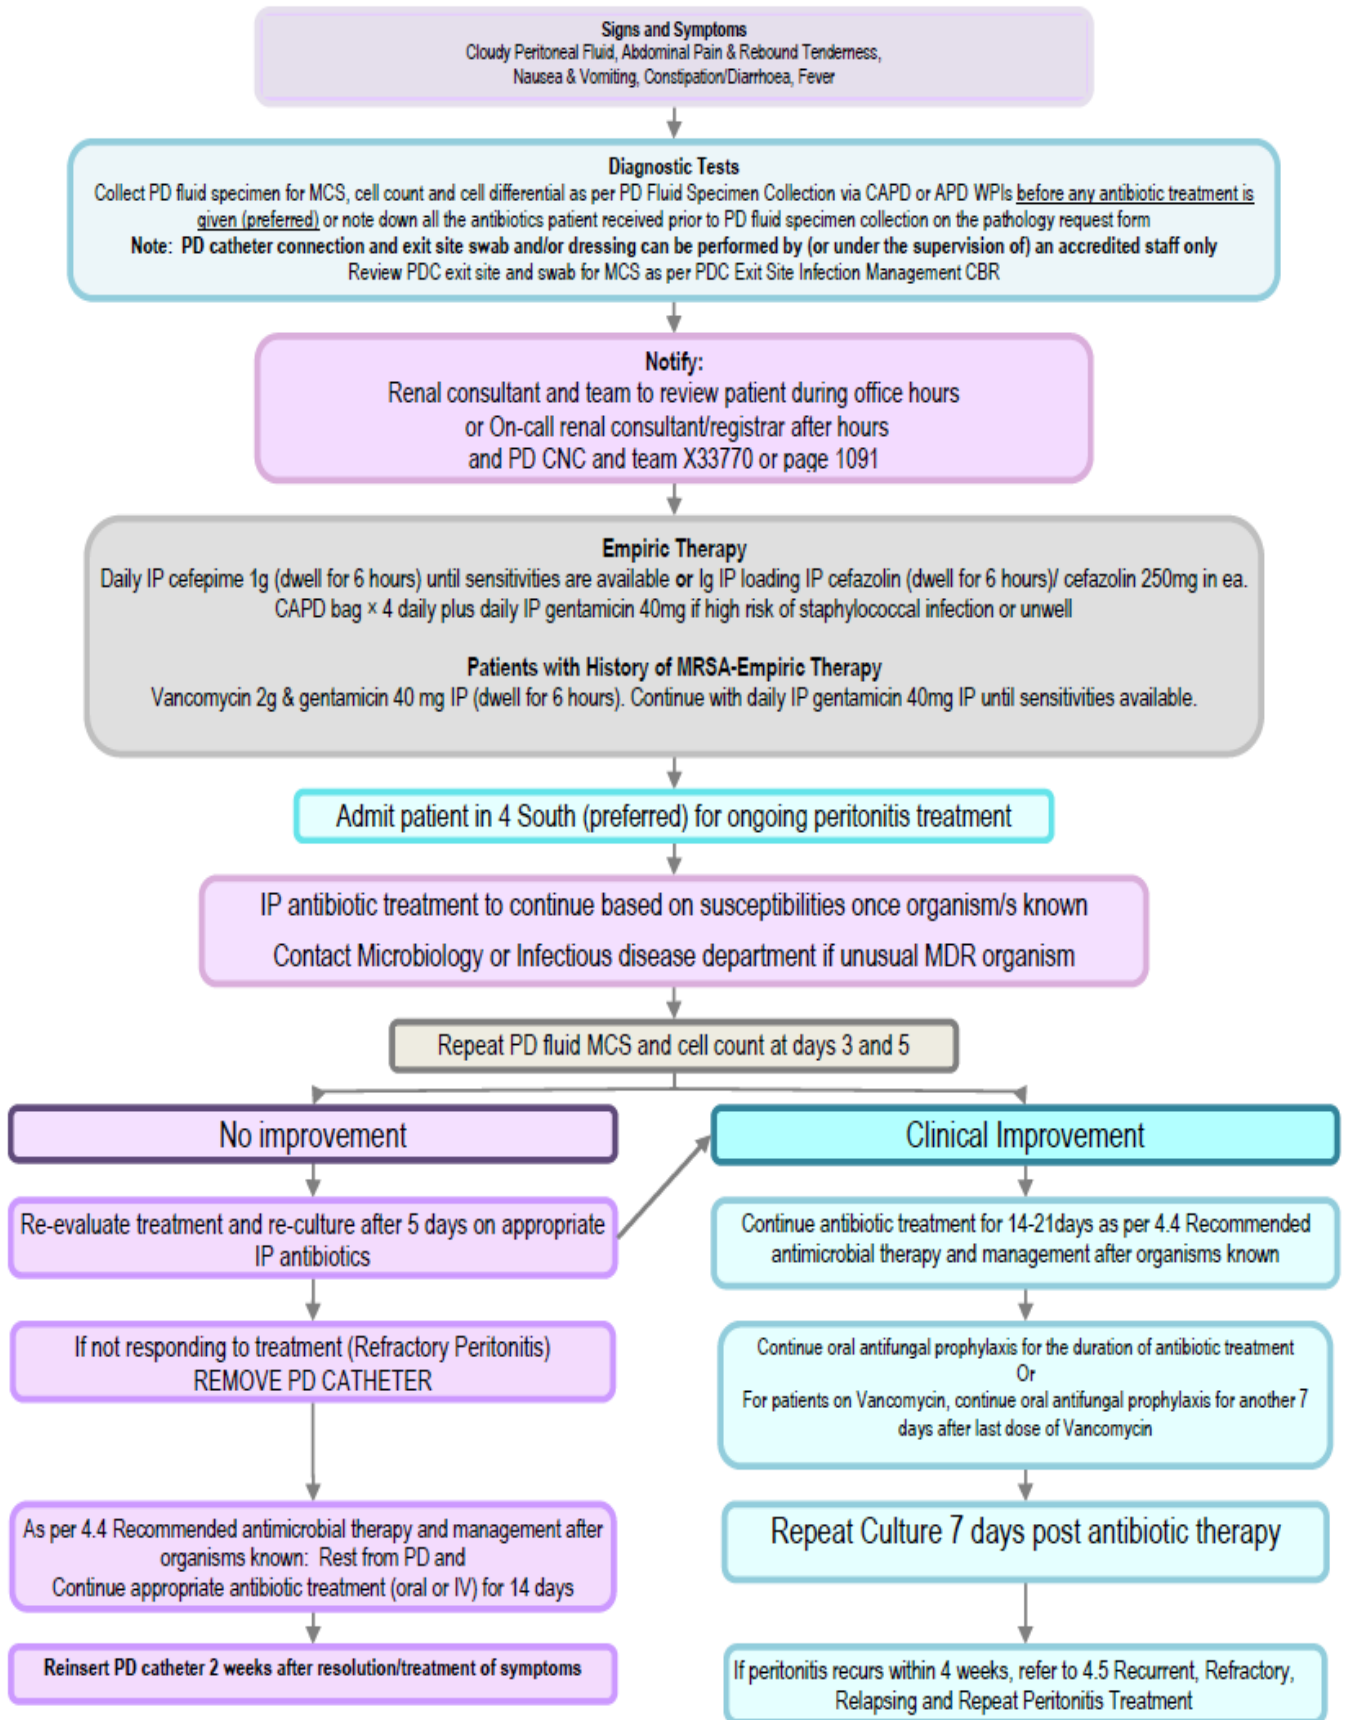 Signs and Symptoms
Cloudy Peritoneal Fluid, Abdominal Pain & Rebound Tenderness,
Nausea & Vomiting, Constipation/Diarrhoea, Fever
Diagnostic Tests
Collect PD fluid specimen for MCS, cell count and cell differential as per PD Fluid Specimen Collection via CAPD or APD WPIs before any antibiotic treatment is
given (preferred) or note down all the antibiotics patient received prior to PD fluid specimen collection on the pathology request form
Note: PD catheter connection and exit site swab and/or dressing can be performed by (or under the supervision of) an accredited staff only
Review PDC exit site and swab for MCS as per PDC Exit Site Infection Management CBR
Notify:
Renal consultant and team to review patient during office hours
or On-call renal consultant/registrar after hours
and PD CNC and team X33770 or page 1091
Empiric Therapy
Daily IP cefepime 1g (dwell for 6 hours) until sensitivities are available or Ig IP loading IP cefazolin (dwell for 6 hours)/ cefazolin 250mg in ea.
CAPD bag × 4 daily plus daily IP gentamicin 40mg if high risk of staphylococcal infection or unwell
Patients with History of MRSA-Empiric Therapy
Vancomycin 2g & gentamicin 40 mg IP (dwell for 6 hours). Continue with daily IP gentamicin 40mg IP until sensitivities available.
Admit patient in 4 South (preferred) for ongoing peritonitis treatment
IP antibiotic treatment to continue based on susceptibilities once organism/s known
Contact Microbiology or Infectious disease department if unusual MDR organism
Repeat PD fluid MCS and cell count at days 3 and 5
No improvement
Re-evaluate treatment and re-culture after 5 days on appropriate
IP antibiotics
If not responding to treatment (Refractory Peritonitis)
REMOVE PD CATHETER
As per 4.4 Recommended antimicrobial therapy and management after
organisms known: Rest from PD and
Continue appropriate antibiotic treatment (oral or IV) for 14 days
Reinsert PD catheter 2 weeks after resolution/treatment of symptoms
Clinical Improvement
Continue antibiotic treatment for 14-21days as per 4.4 Recommended
antimicrobial therapy and management after organisms known
Continue oral antifungal prophylaxis for the duration of antibiotic treatment
Or
For patients on Vancomycin, continue oral antifungal prophylaxis for another 7
days after last dose of Vancomycin
Repeat Culture 7 days post antibiotic therapy
If peritonitis recurs within 4 weeks, refer to 4.5 Recurrent, Refractory,
Relapsing and Repeat Peritonitis Treatment